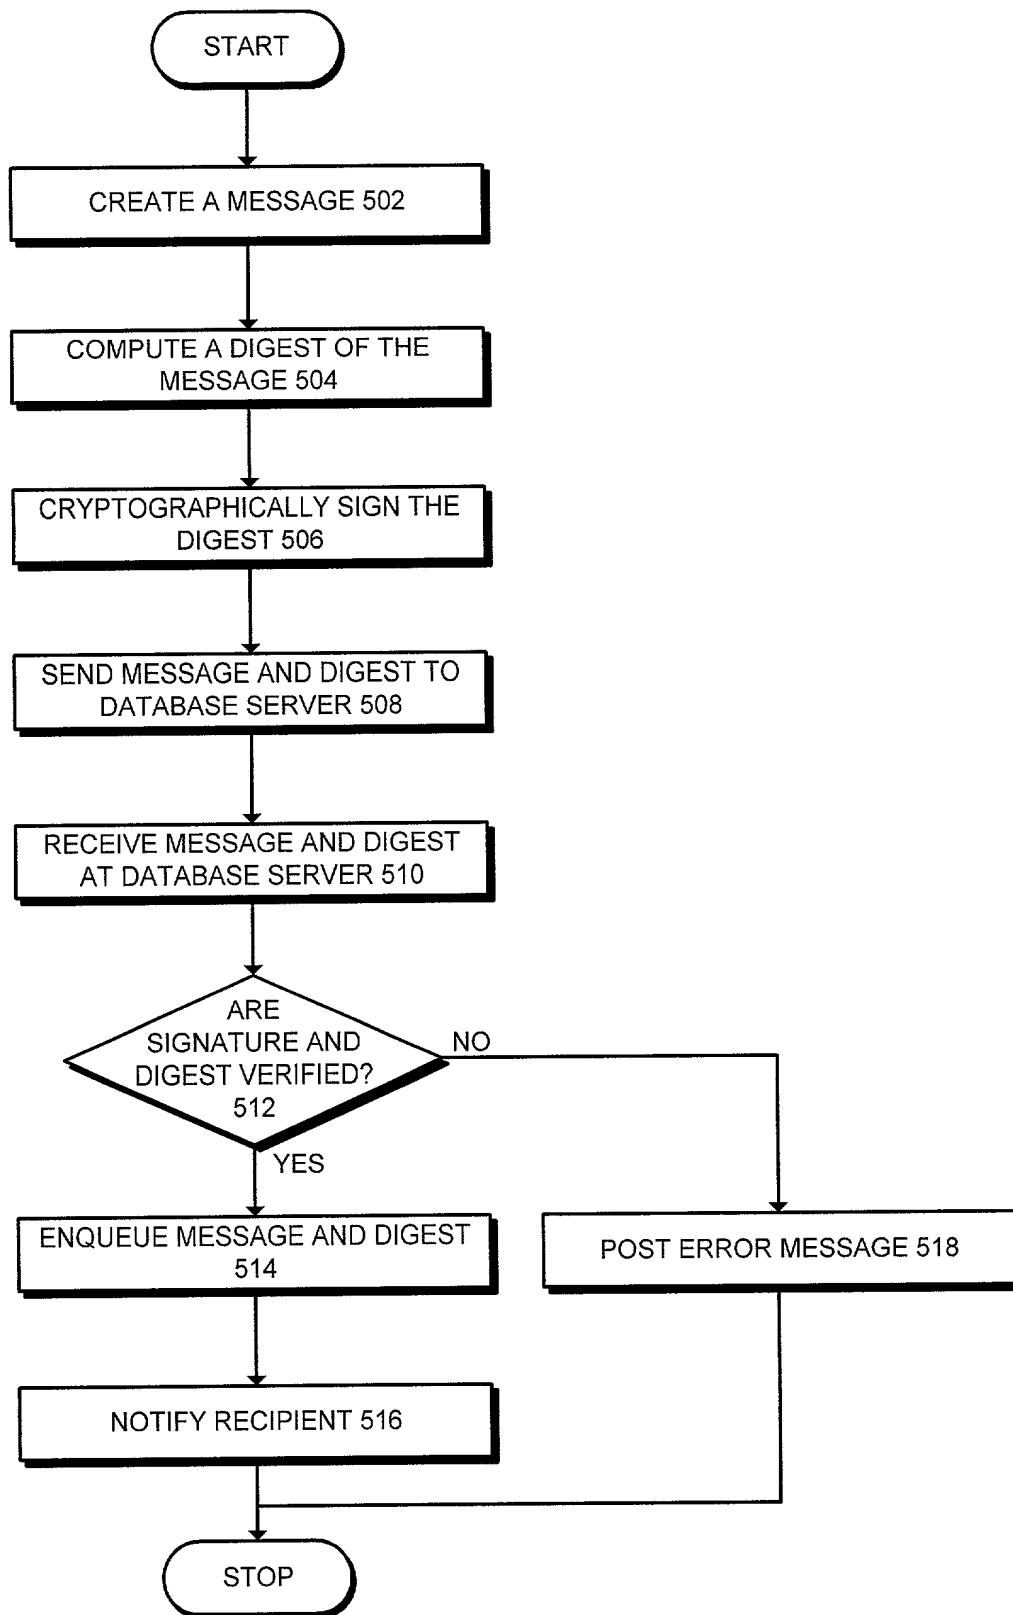 START
CREATE A MESSAGE 502
COMPUTE A DIGEST OF THE
MESSAGE 504
CRYPTOGRAPHICALLY SIGN THE
DIGEST 506
SEND MESSAGE AND DIGEST TO
DATABASE SERVER 508
RECEIVE MESSAGE AND DIGEST
AT DATABASE SERVER 510
ARE
SIGNATURE AND
DIGEST VERIFIED?
512
NO
YES
ENQUEUE MESSAGE AND DIGEST
514
POST ERROR MESSAGE 518
NOTIFY RECIPIENT 516
STOP